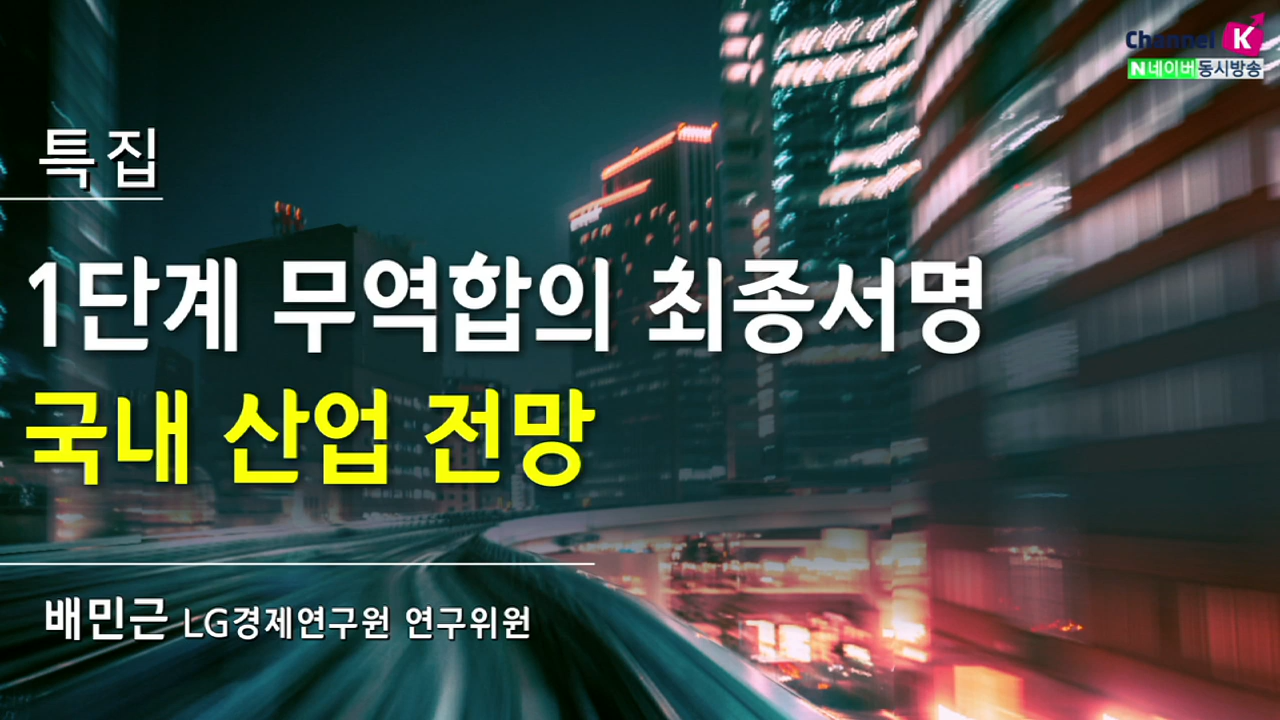 Channel K
N 네이버 동시방송
특집
1단계 무역합의 최종서명
국내 산업 전망
배민근 LG경제연구원 연구위원